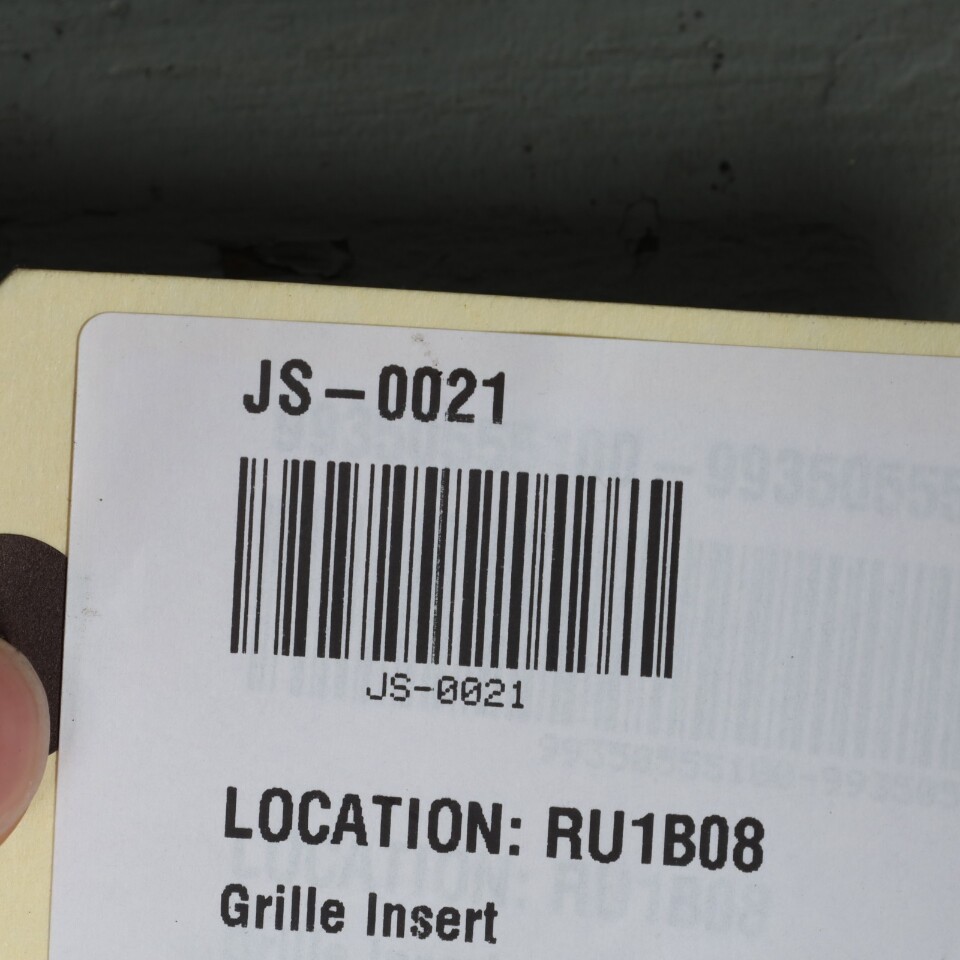 JS-0021
JS-0021
LOCATION: RU1B08
Grille Insert